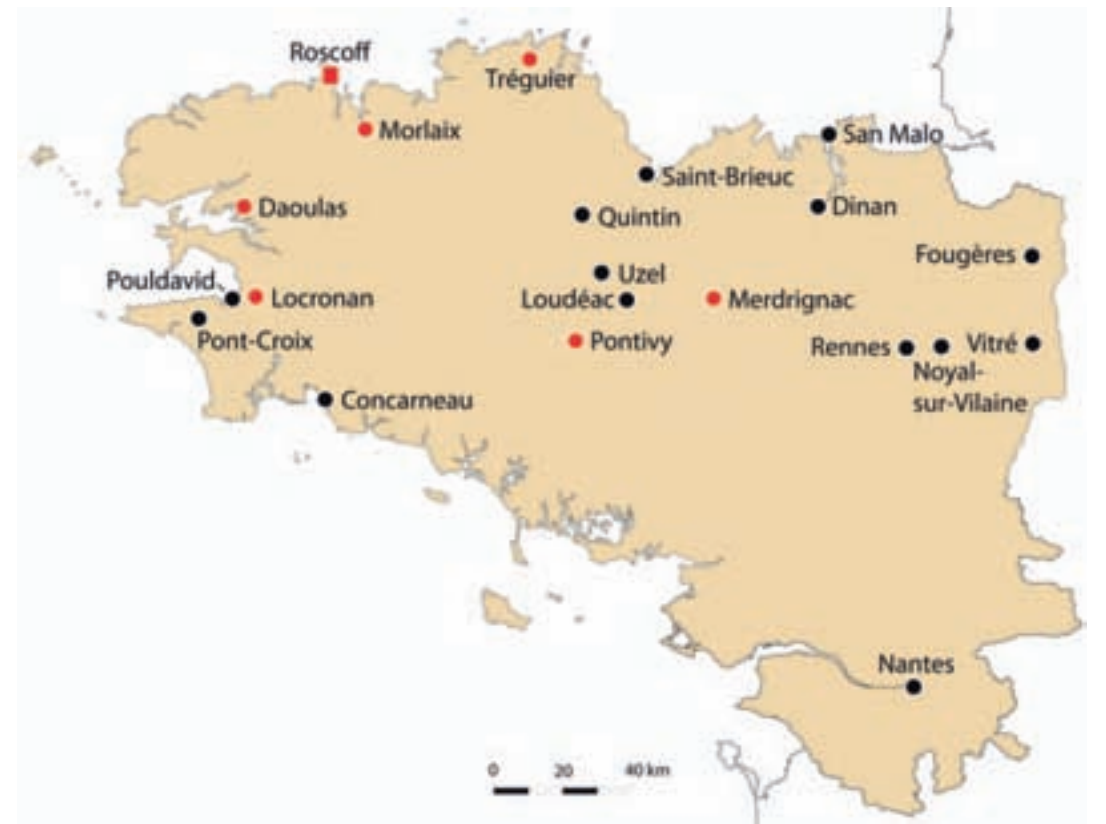 Roscoff
Tréguier
Morlaix
San Malo
Saint-Brieuc
Daoulas
Quintin
Dinan
Fougères
Uzel
Pouldavid
Locronan
Loudéac
Merdrignac
Pont-Croix
Pontivy
Rennes
Vitré
Noyal-
sur-Vilaine
Concarneau
Nantes
0 20 40 km